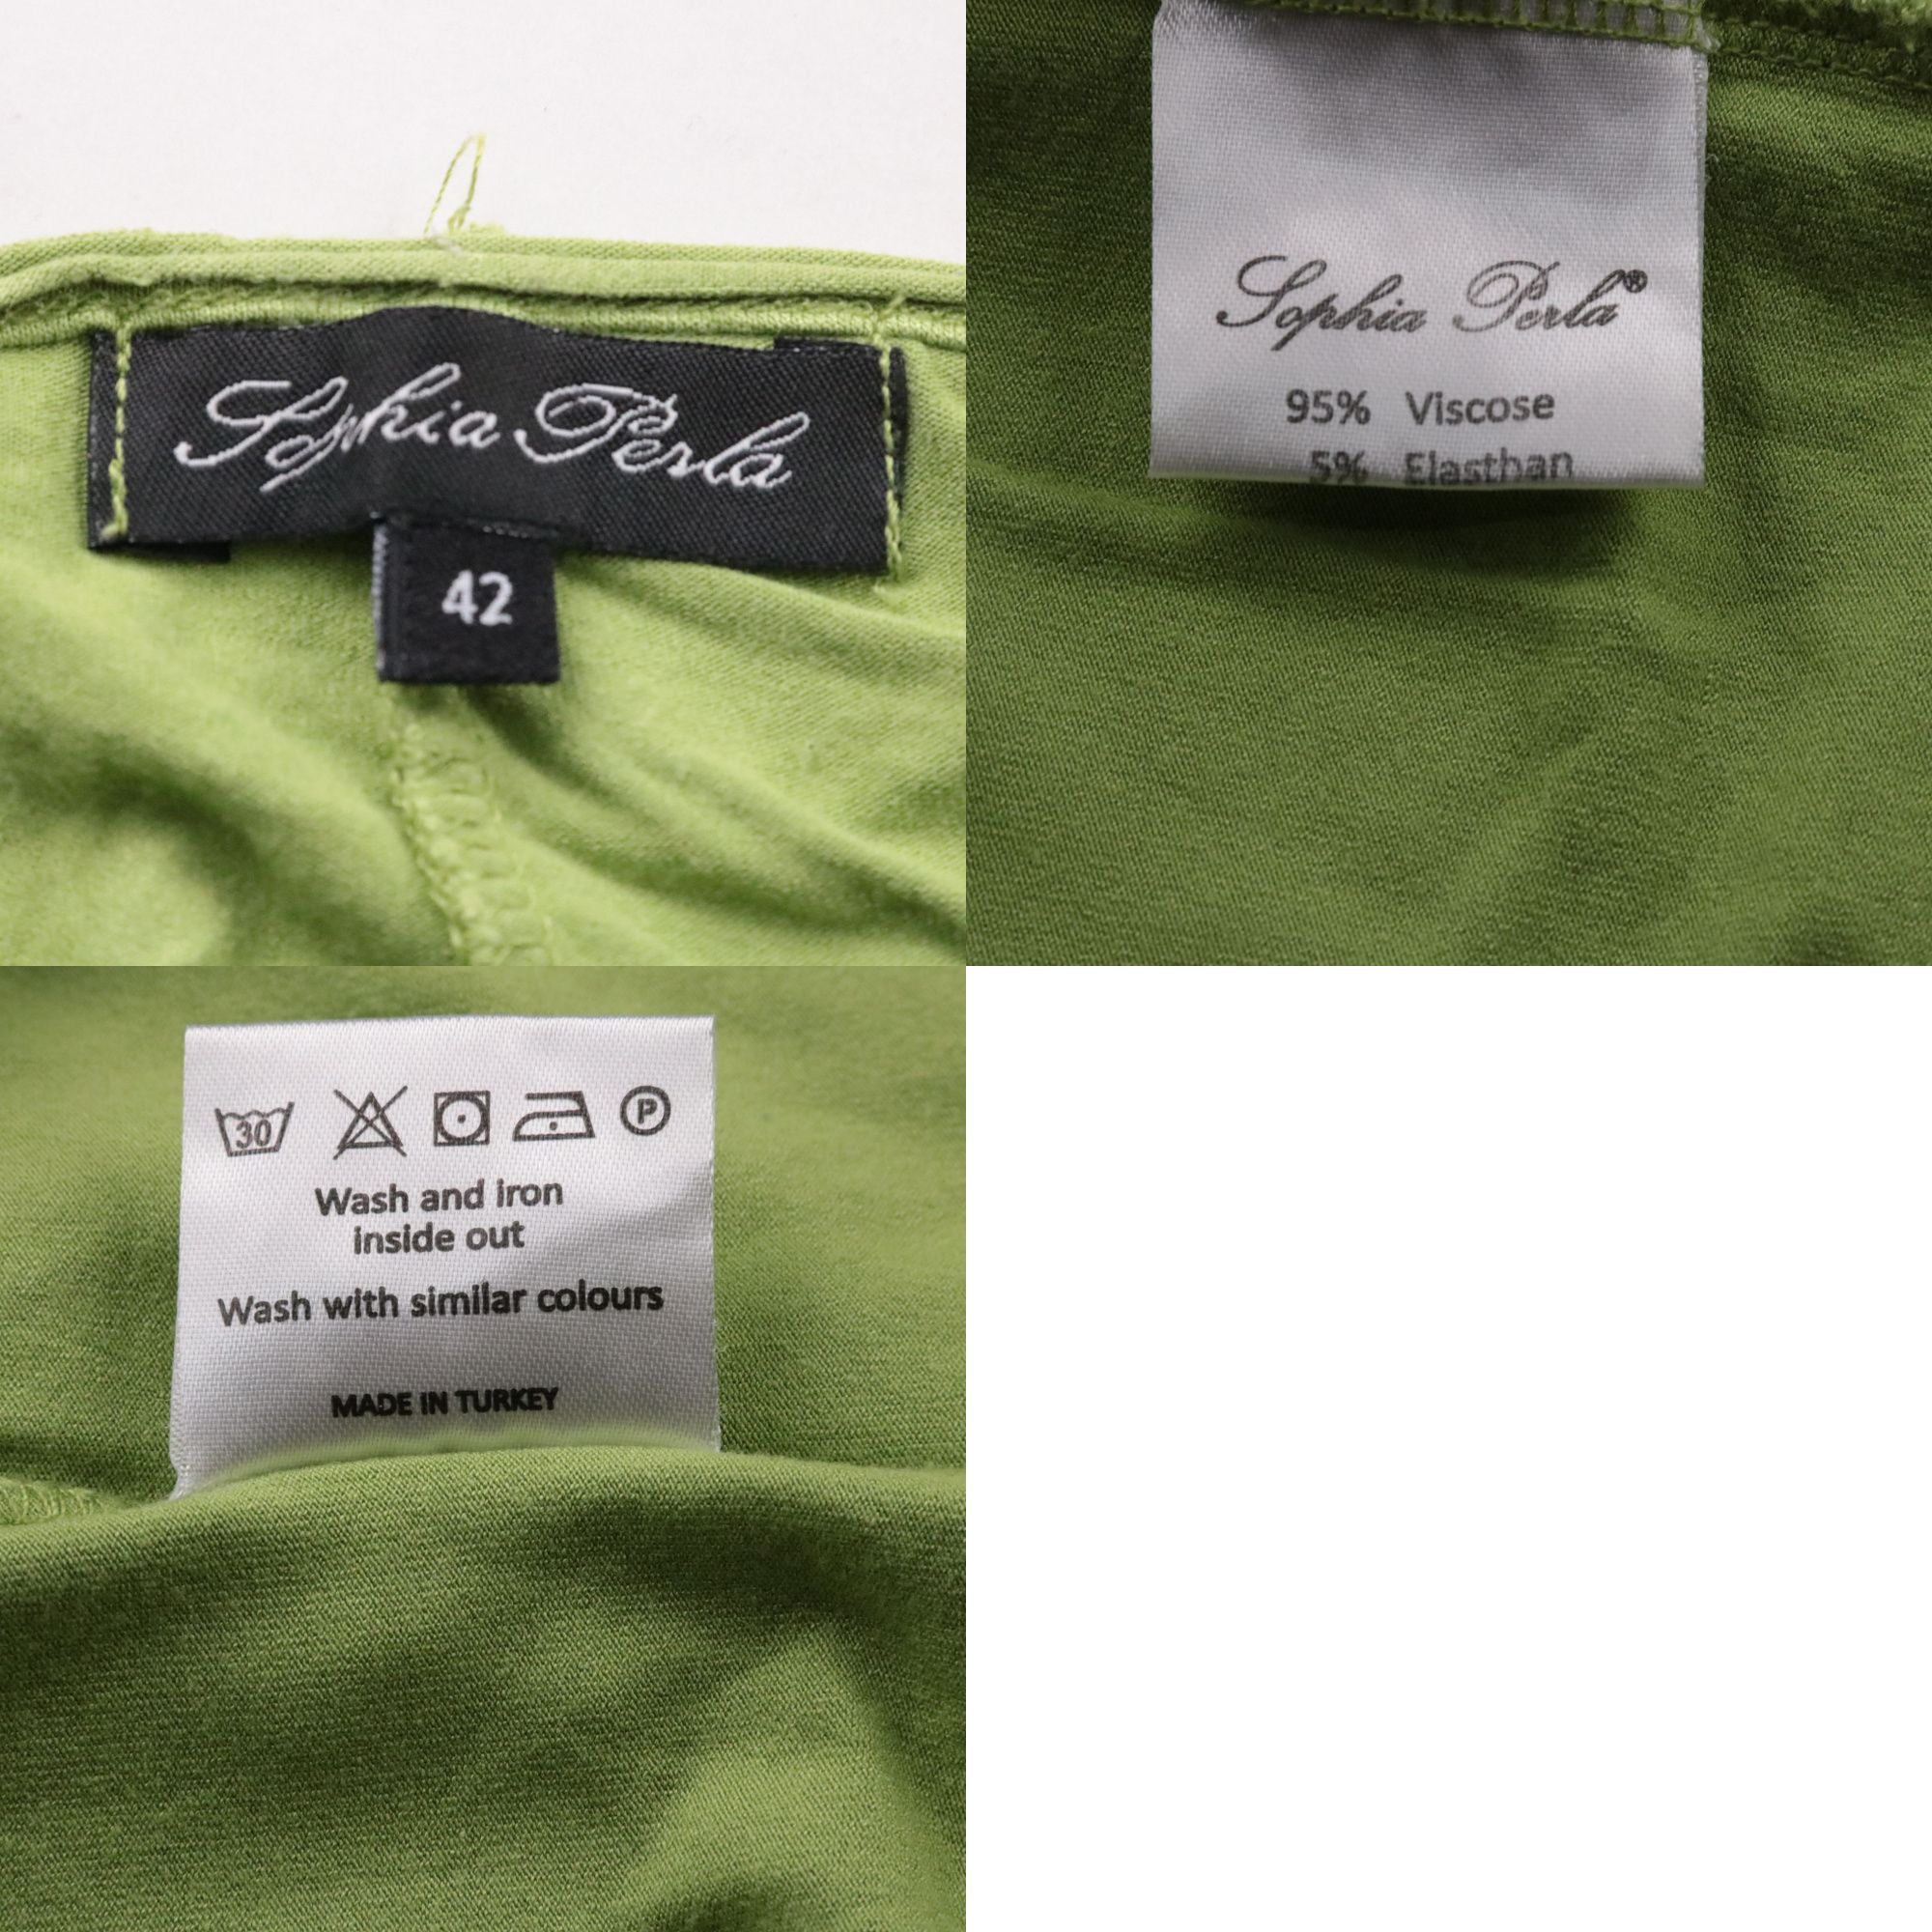 Sophia Perla
42
Sophia Perla®
95% Viscose
5% Elasthan
30 P
Wash and iron
inside out
Wash with similar colours
MADE IN TURKEY